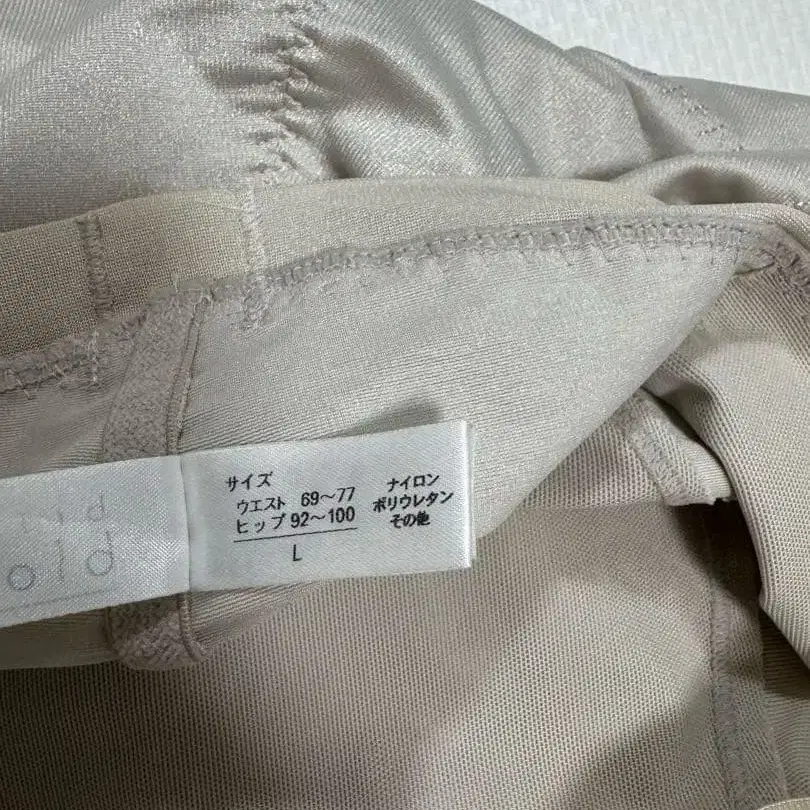 サイズ
ウエスト 69～77
ヒップ 92～100
L
ナイロン
ポリウレタン
その他